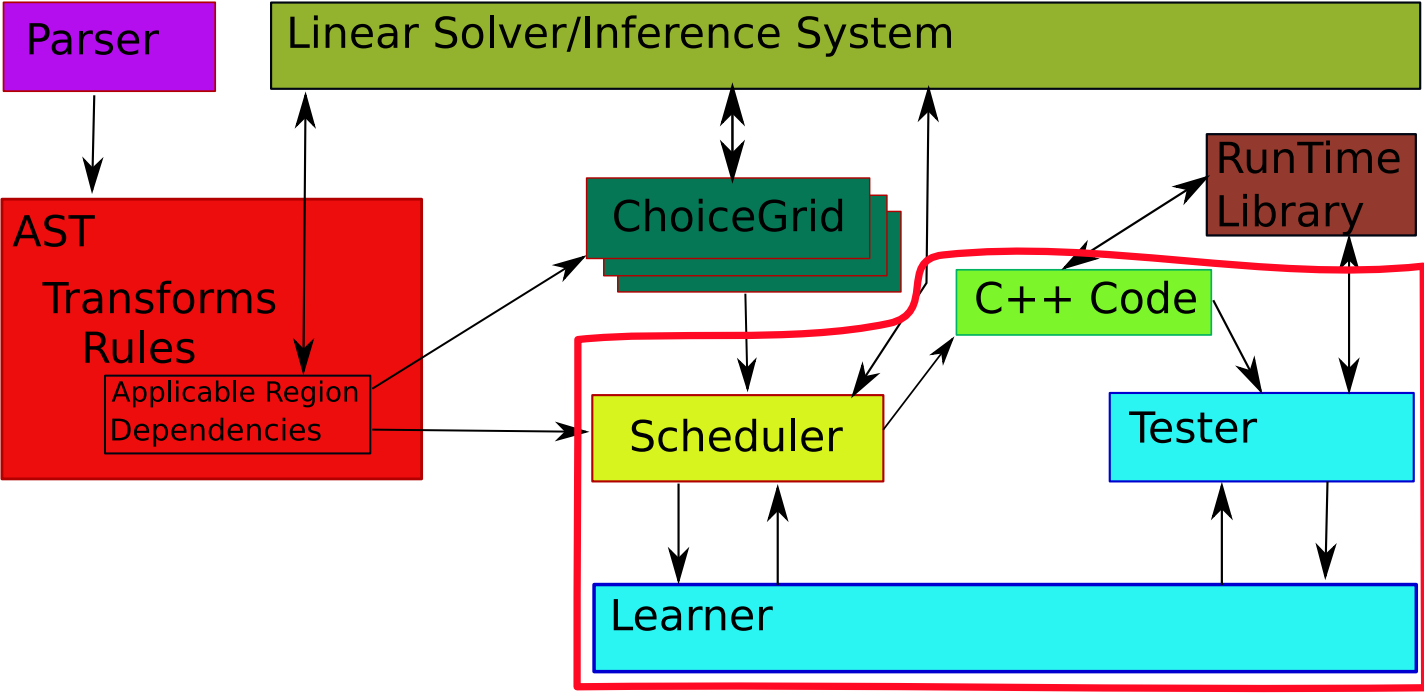 Parser
Linear Solver/Inference System
RunTime
Library
AST
ChoiceGrid
Transforms
C++ Code
Rules
Applicable Region
Dependencies
Scheduler
Tester
Learner